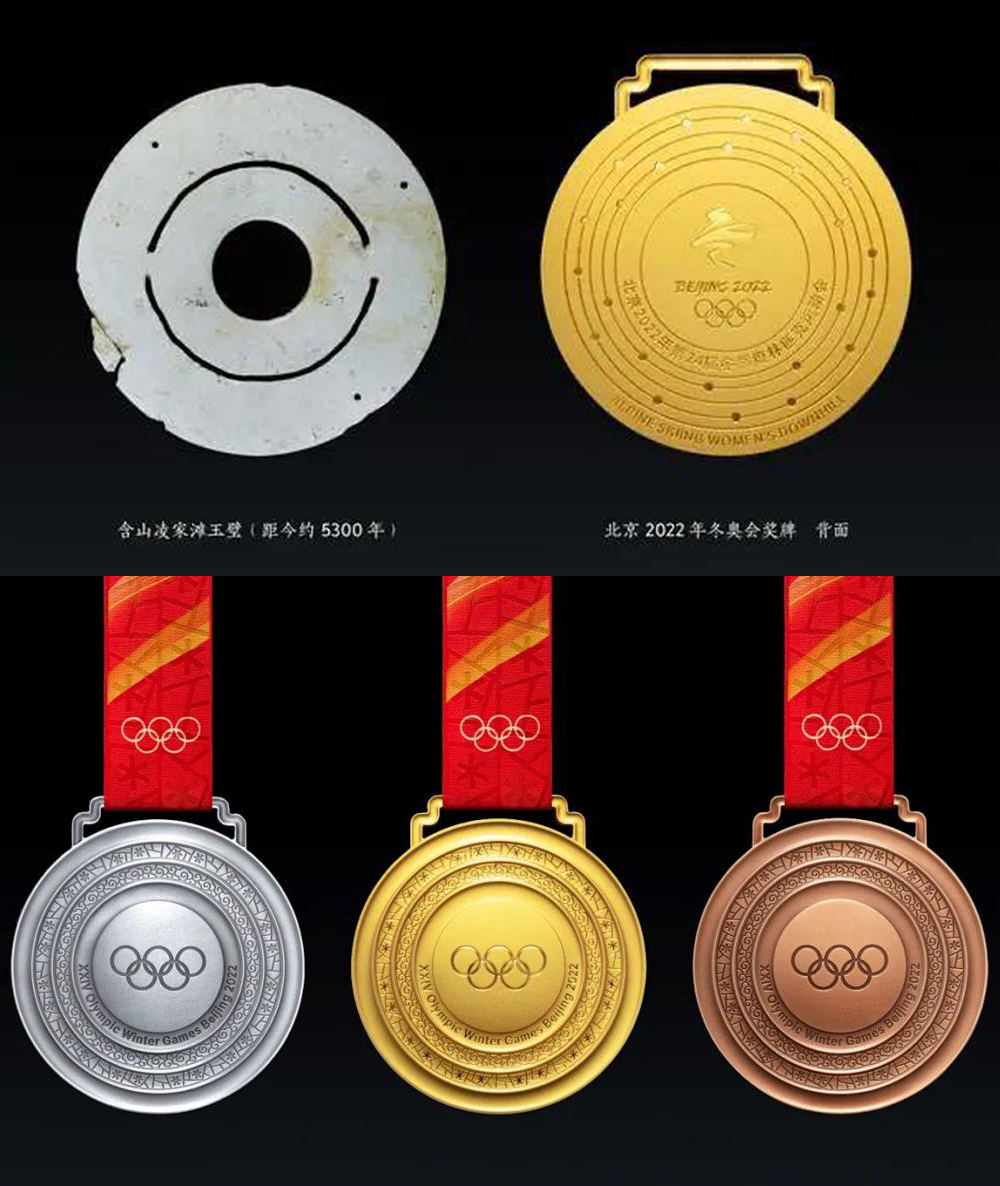 BEIJING 2022
北京2022年第24届冬季奥林匹克运动会
ALPINE SKIING WOMEN'S DOWNHILL
含山凌家滩玉璧（距今约 5300 年）
北京 2022 年冬奥会奖牌 背面
XXIV Olympic Winter Games Beijing 2022
XXIV Olympic Winter Games Beijing 2022
XXIV Olympic Winter Games Beijing 2022